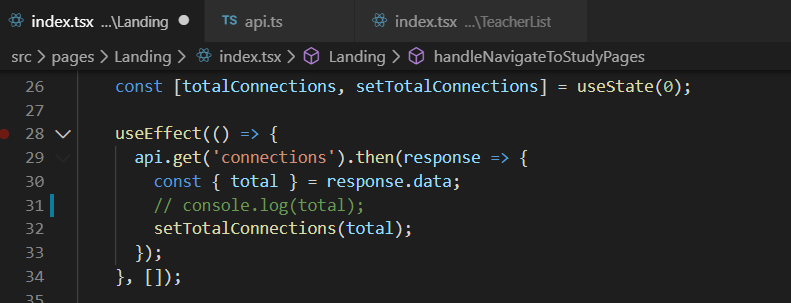 index.tsx ...\Landing TS api.ts index.tsx ...\TeacherList
src > pages > Landing > index.tsx > Landing > handleNavigateToStudyPages
26 const [totalConnections, setTotalConnections] = useState(0);
27
28 useEffect(() => {
29 api.get('connections').then(response => {
30 const { total } = response.data;
31 // console.log(total);
32 setTotalConnections(total);
33 });
34 }, []);
35